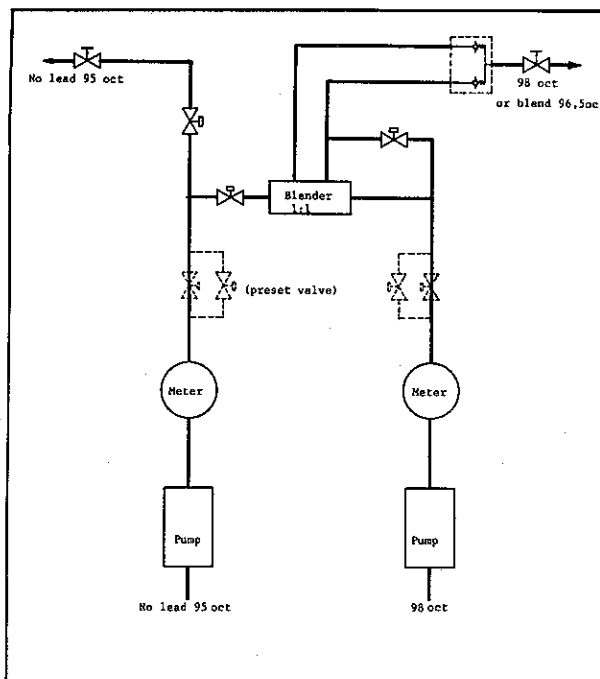 No lead 95 oct
98 oct
or blend 96,5oc
Blender
1:1
(preset valve)
Meter
Meter
Pump
Pump
No lead 95 oct
98 oct